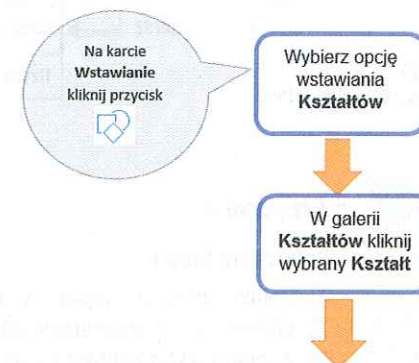 Na karcie
Wstawianie
kliknij przycisk
Wybierz opcję
wstawiania
Kształtów
W galerii
Kształtów kliknij
wybrany Kształt